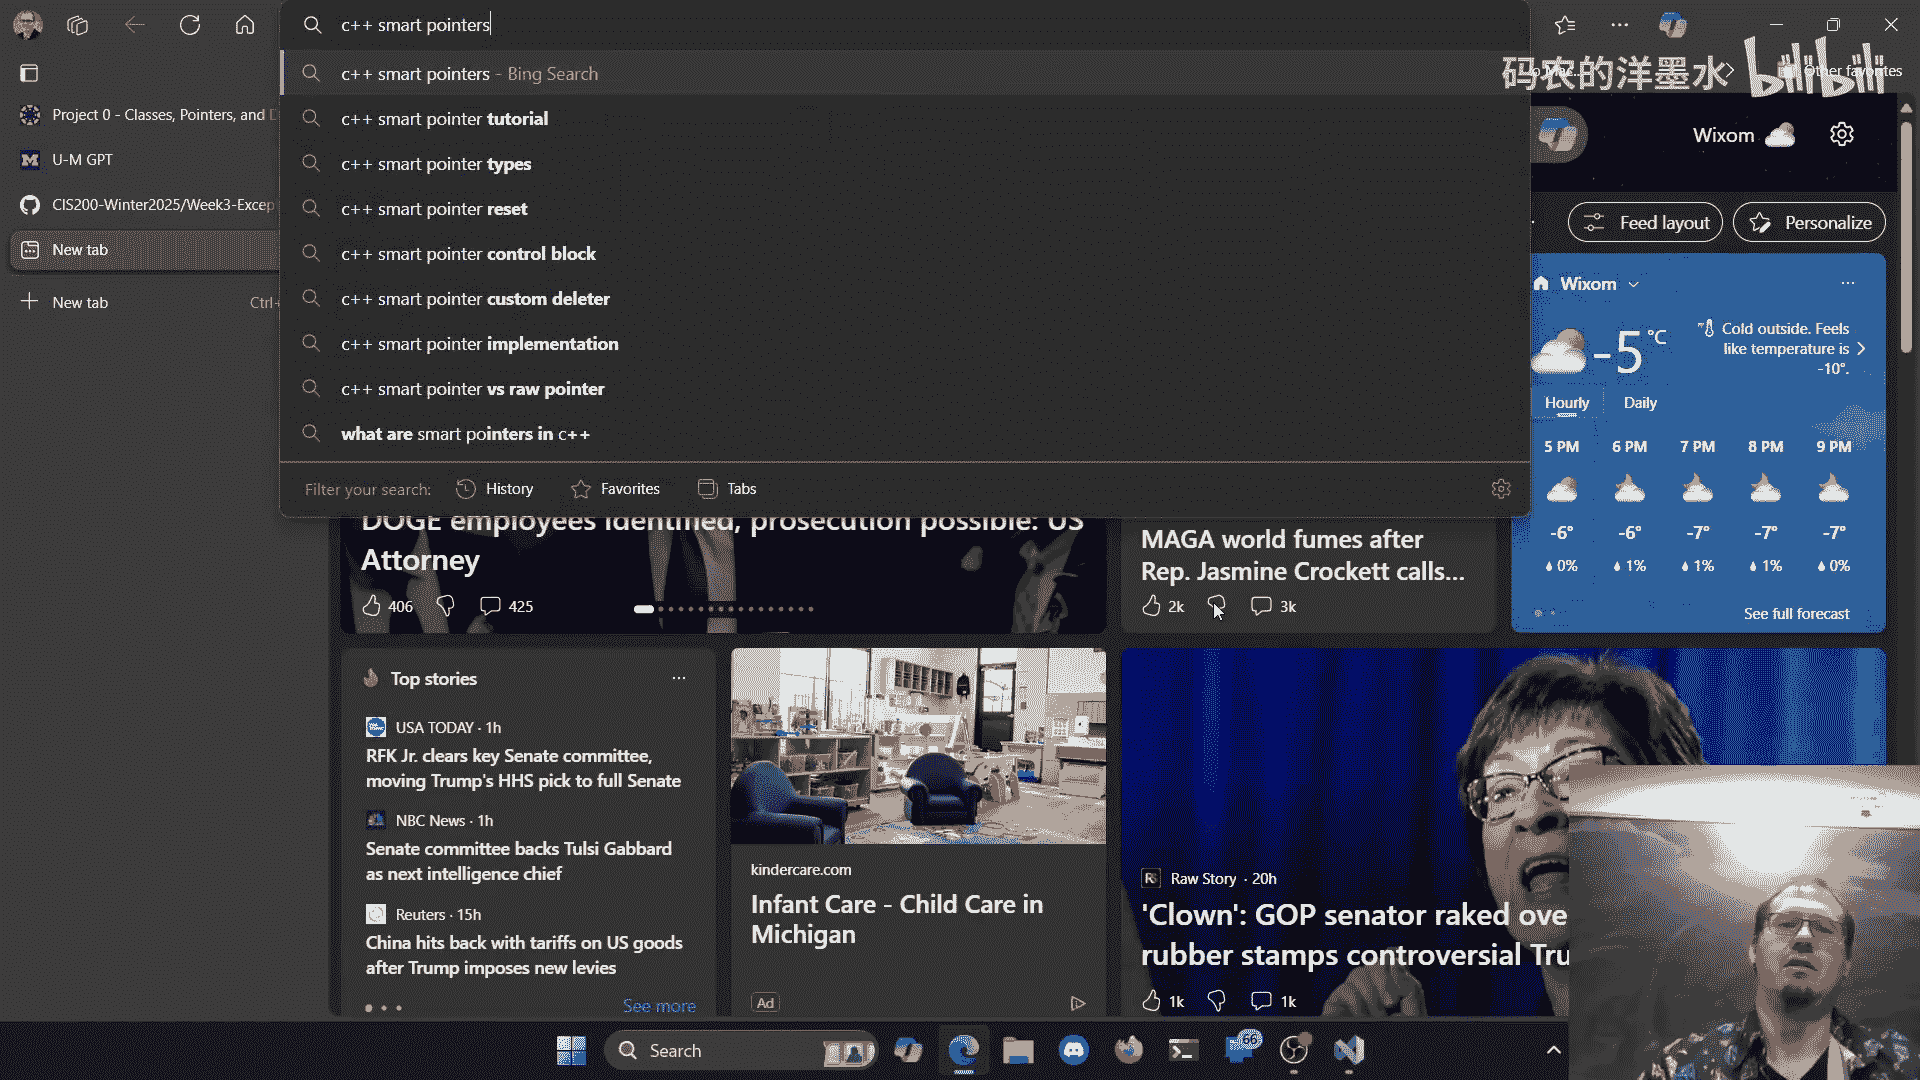 c++ smart pointers
c++ smart pointers - Bing Search
c++ smart pointer tutorial
c++ smart pointer types
c++ smart pointer reset
c++ smart pointer control block
c++ smart pointer custom deleter
c++ smart pointer implementation
c++ smart pointer vs raw pointer
what are smart pointers in c++
Filter your search:
History
Favorites
Tabs
Project 0 - Classes, Pointers, and D
U-M GPT
CIS200-Winter2025/Week3-Excep
New tab
New tab
Ctrl+
码农的洋墨水
bilibili
Other favorites
Wixom
Feed layout
Personalize
Wixom
-5
°C
Cold outside. Feels
like temperature is
-10°.
Hourly
Daily
5 PM 6 PM 7 PM 8 PM 9 PM
-6° -6° -7° -7° -7°
0% 1% 1% 1% 0%
See full forecast
DOGE employees identified, prosecution possible: US
Attorney
406
425
MAGA world fumes after
Rep. Jasmine Crockett calls...
2k
3k
Top stories
USA TODAY · 1h
RFK Jr. clears key Senate committee,
moving Trump's HHS pick to full Senate
NBC News · 1h
Senate committee backs Tulsi Gabbard
as next intelligence chief
Reuters · 15h
China hits back with tariffs on US goods
after Trump imposes new levies
See more
kindercare.com
Infant Care - Child Care in
Michigan
Ad
R
Raw Story · 20h
'Clown': GOP senator raked ove
rubber stamps controversial Tru
1k
1k
Search
66